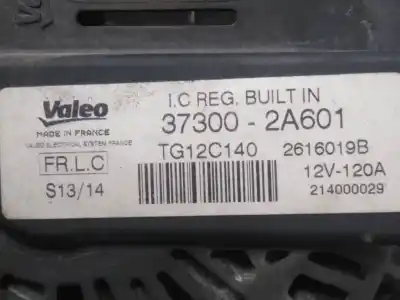 Valeo
I.C REG. BUILT IN
MADE IN FRANCE
37300 - 2A601
VALEO ELECTRICAL SYSTEM FRANCE
FR.L.C
TG12C140 2616019B
S13/14
12V-120A
214000029